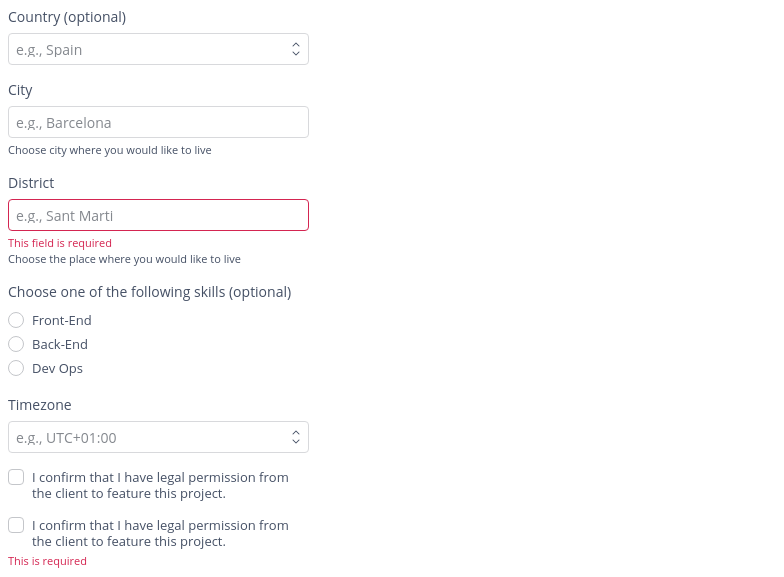 Country (optional)
e.g., Spain
City
e.g., Barcelona
Choose city where you would like to live
District
e.g., Sant Marti
This field is required
Choose the place where you would like to live
Choose one of the following skills (optional)
Front-End
Back-End
Dev Ops
Timezone
e.g., UTC+01:00
I confirm that I have legal permission from
the client to feature this project.
I confirm that I have legal permission from
the client to feature this project.
This is required